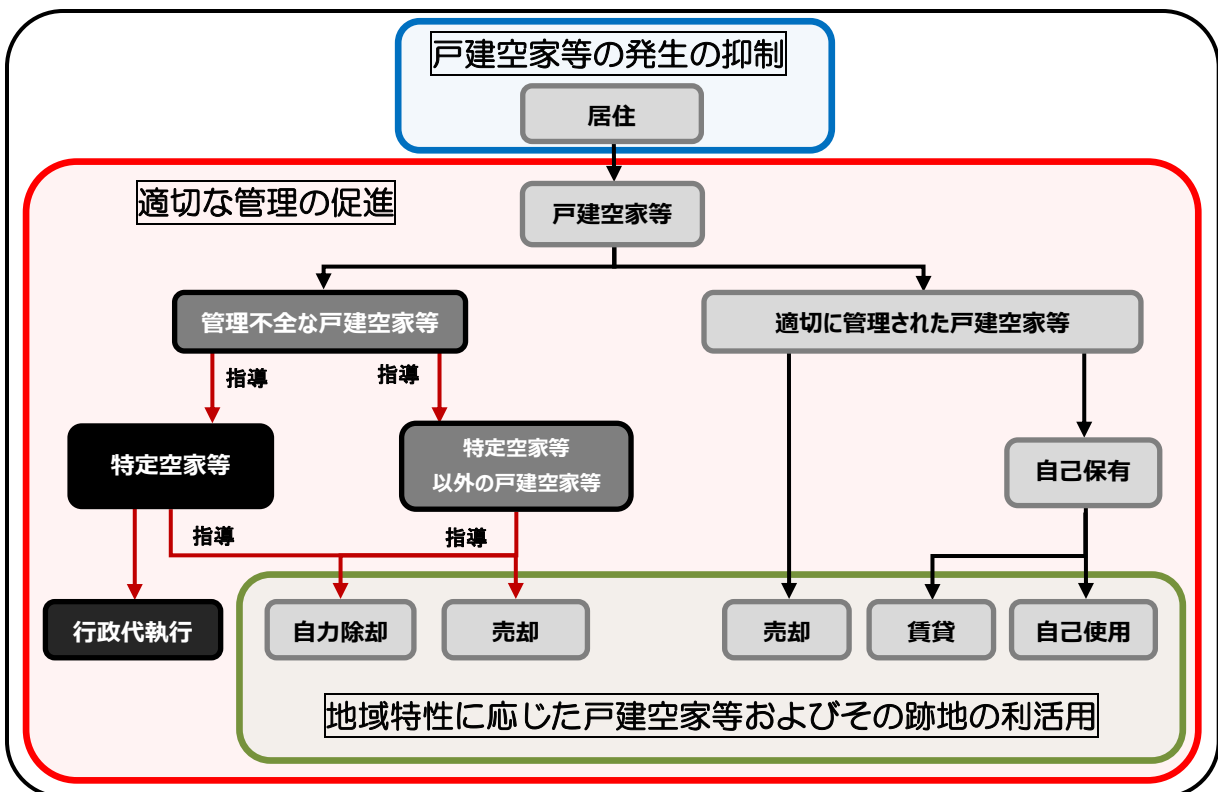 戸建空家等の発生の抑制
居住
適切な管理の促進
戸建空家等
管理不全な戸建空家等
適切に管理された戸建空家等
指導
指導
特定空家等
特定空家等
以外の戸建空家等
自己保有
指導
指導
行政代執行
自力除却
売却
売却
賃貸
自己使用
地域特性に応じた戸建空家等およびその跡地の利活用